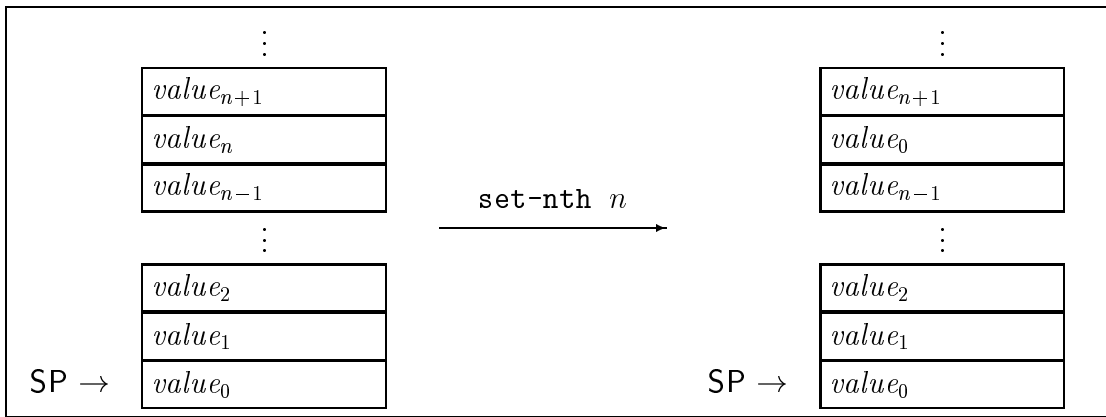 ⋮
value_{n+1}
value_n
value_{n−1}
⋮
value_2
value_1
SP → value_0
set-nth n
⋮
value_{n+1}
value_0
value_{n−1}
⋮
value_2
value_1
SP → value_0